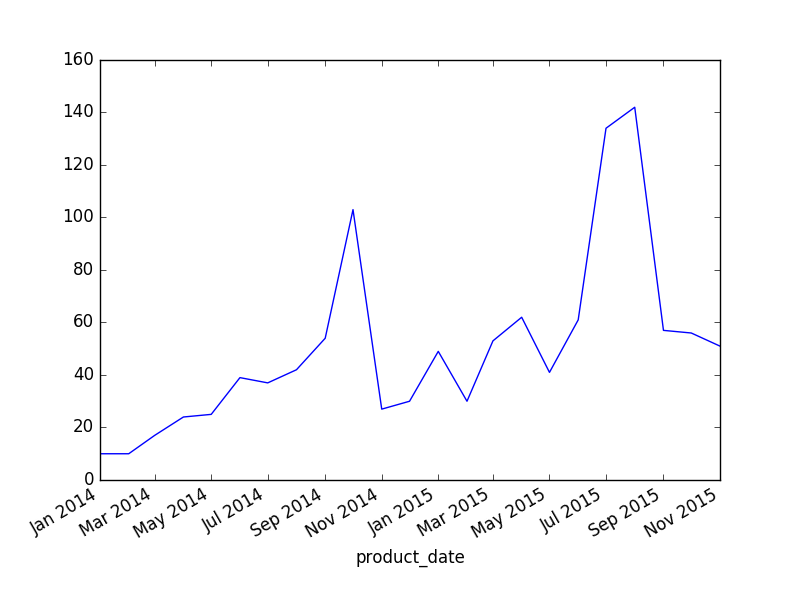 160
140
120
100
80
60
40
20
0
Jan 2014
Mar 2014
May 2014
Jul 2014
Sep 2014
Nov 2014
Jan 2015
Mar 2015
May 2015
Jul 2015
Sep 2015
Nov 2015
product_date